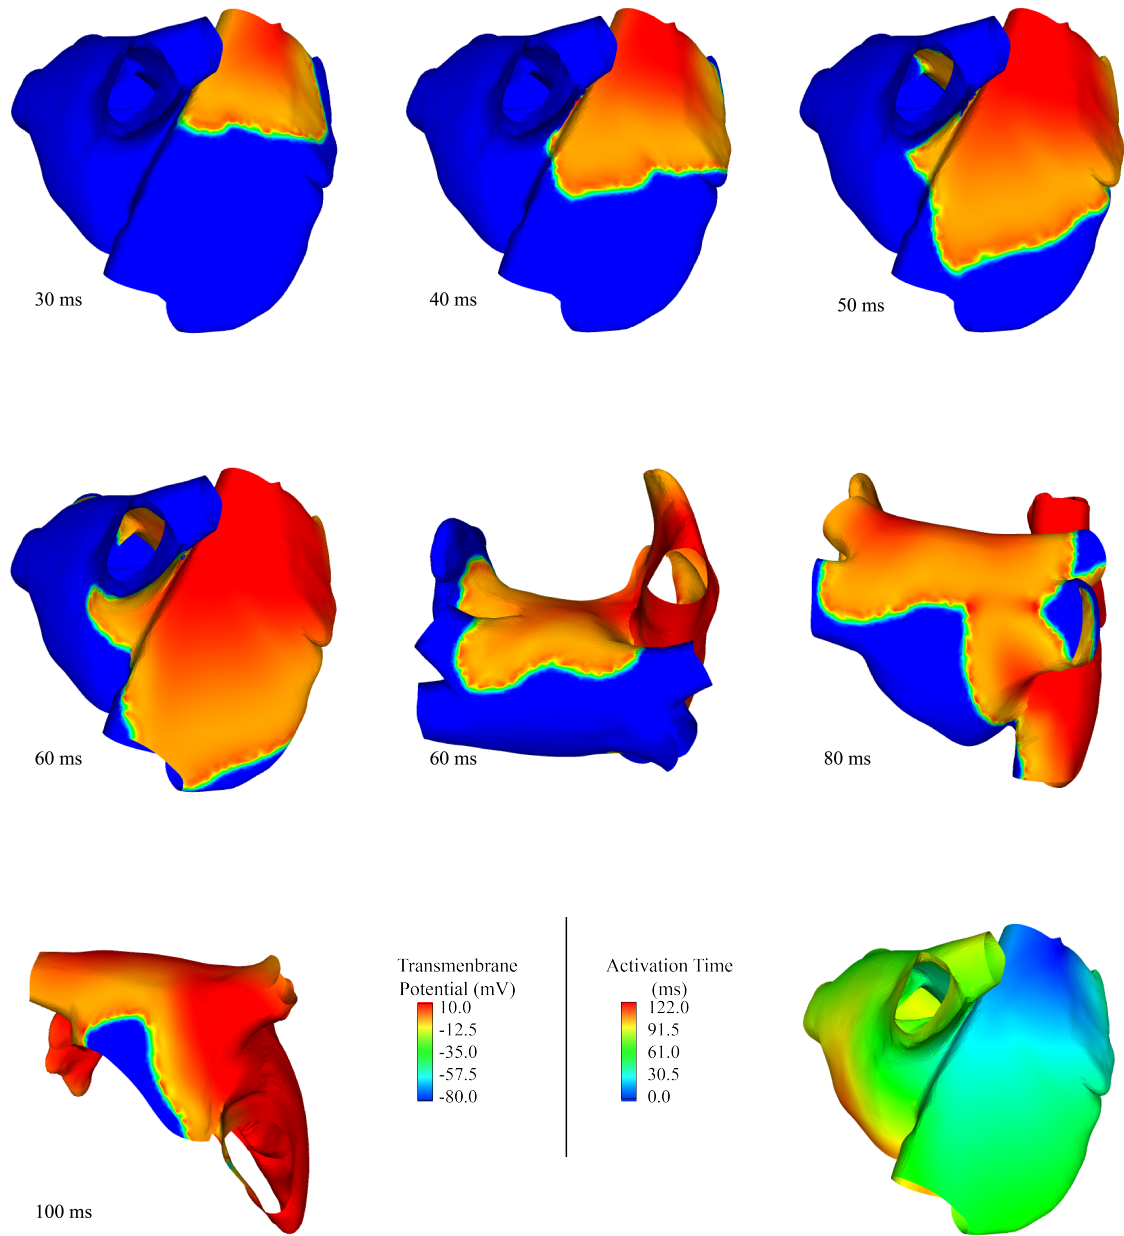 30 ms
40 ms
50 ms
60 ms
60 ms
80 ms
100 ms
Transmenbrane
Potential (mV)
10.0
-12.5
-35.0
-57.5
-80.0
Activation Time
(ms)
122.0
91.5
61.0
30.5
0.0